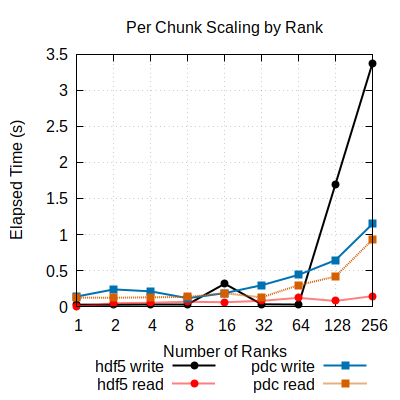 Per Chunk Scaling by Rank
3.5
3
2.5
2
1.5
1
0.5
0
Elapsed Time (s)
1 2 4 8 16 32 64 128 256
Number of Ranks
hdf5 write pdc write
hdf5 read pdc read